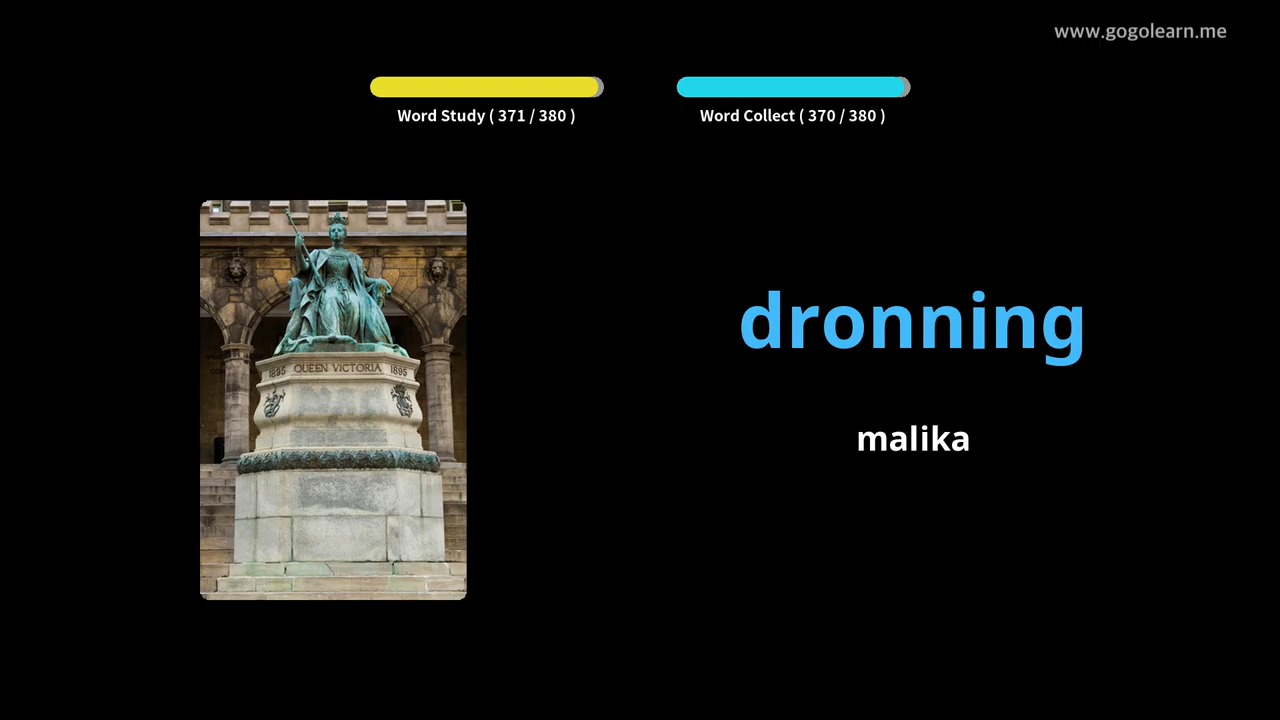 www.gogolearn.me
Word Study ( 371 / 380 )
Word Collect ( 370 / 380 )
1895 QUEEN VICTORIA 1895
dronning
malika